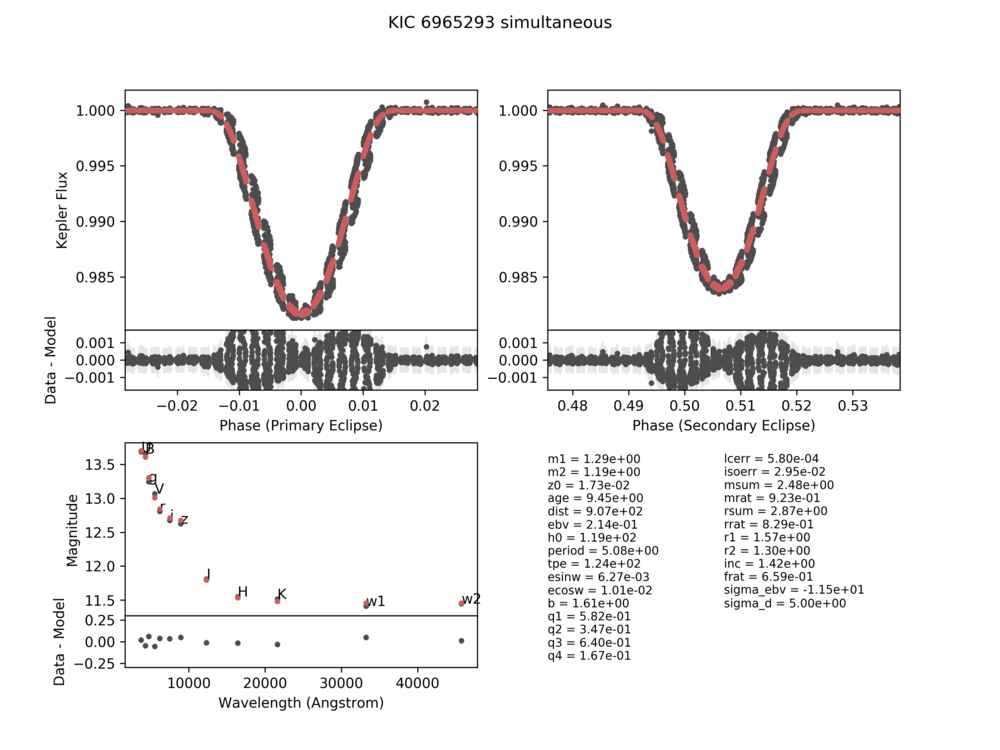 KIC 6965293 simultaneous
Kepler Flux
1.000
0.995
0.990
0.985
1.000
0.995
0.990
0.985
Data - Model
0.001
0.000
−0.001
0.001
0.000
−0.001
−0.02 −0.01 0.00 0.01 0.02
Phase (Primary Eclipse)
0.48 0.49 0.50 0.51 0.52 0.53
Phase (Secondary Eclipse)
Magnitude
13.5
13.0
12.5
12.0
11.5
U B
g
V
r
i
z
J
H
K
w1
w2
Data - Model
0.25
0.00
−0.25
10000 20000 30000 40000
Wavelength (Angstrom)
m1 = 1.29e+00
m2 = 1.19e+00
z0 = 1.73e-02
age = 9.45e+00
dist = 9.07e+02
ebv = 2.14e-01
h0 = 1.19e+02
period = 5.08e+00
tpe = 1.24e+02
esinw = 6.27e-03
ecosw = 1.01e-02
b = 1.61e+00
q1 = 5.82e-01
q2 = 3.47e-01
q3 = 6.40e-01
q4 = 1.67e-01
lcerr = 5.80e-04
isoerr = 2.95e-02
msum = 2.48e+00
mrat = 9.23e-01
rsum = 2.87e+00
rrat = 8.29e-01
r1 = 1.57e+00
r2 = 1.30e+00
inc = 1.42e+00
frat = 6.59e-01
sigma_ebv = -1.15e+01
sigma_d = 5.00e+00